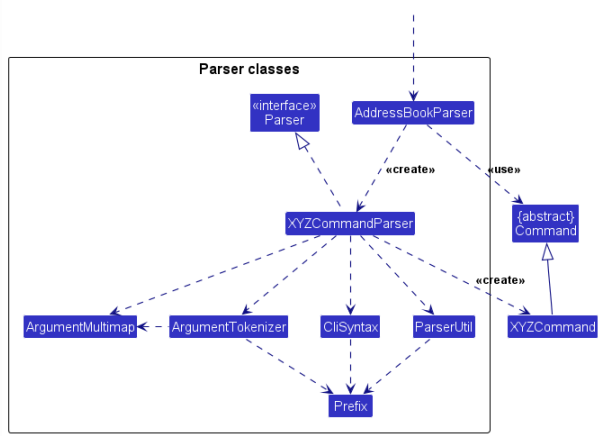 Parser classes
«interface»
Parser
AddressBookParser
«create»
«use»
XYZCommandParser
{abstract}
Command
«create»
ArgumentMultimap
ArgumentTokenizer
CliSyntax
ParserUtil
XYZCommand
Prefix